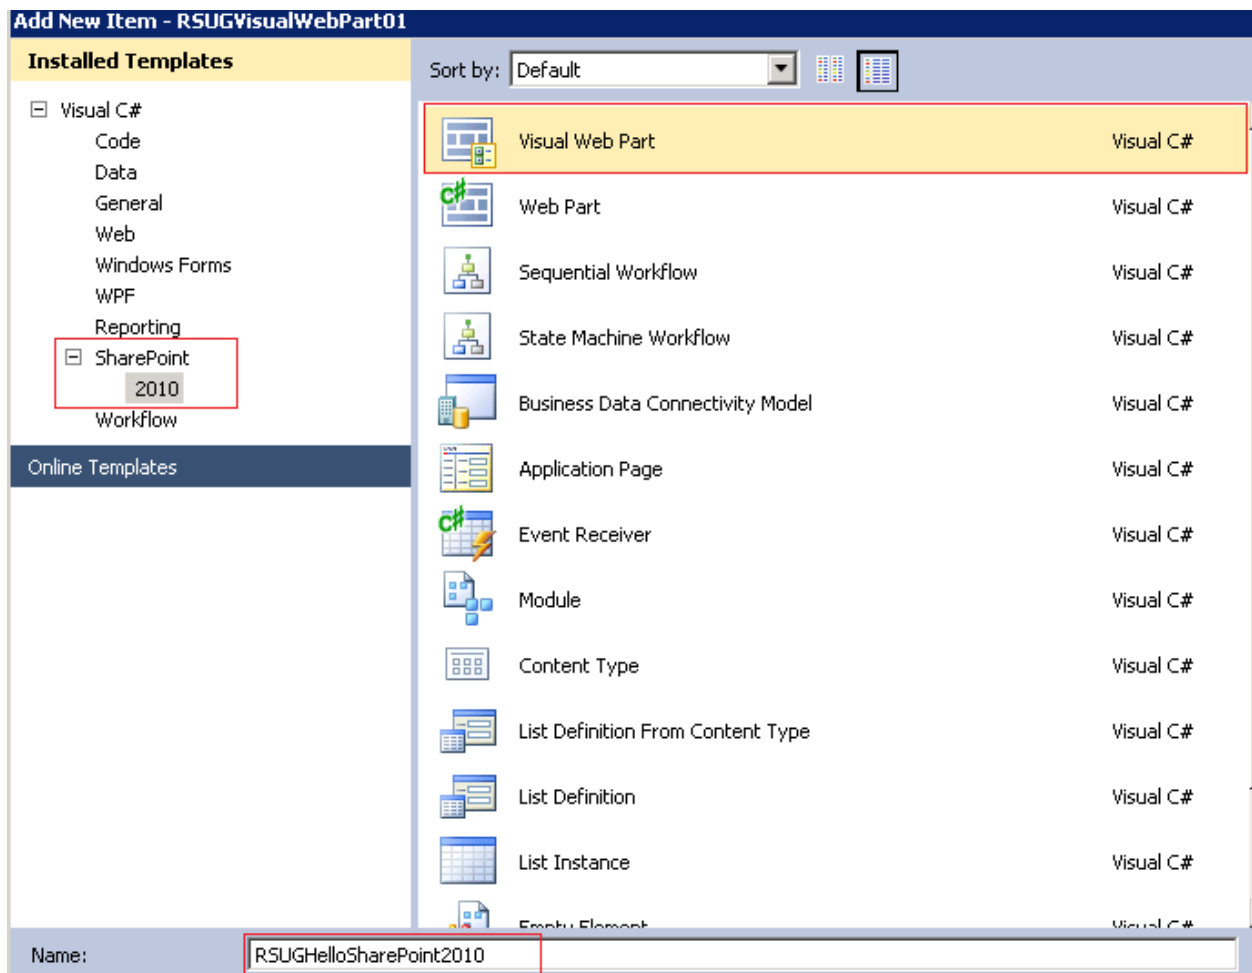 Add New Item - RSUGVisualWebPart01
Installed Templates
Visual C#
Code
Data
General
Web
Windows Forms
WPF
Reporting
SharePoint
2010
Workflow
Online Templates
Sort by: Default
Visual Web Part Visual C#
Web Part Visual C#
Sequential Workflow Visual C#
State Machine Workflow Visual C#
Business Data Connectivity Model Visual C#
Application Page Visual C#
Event Receiver Visual C#
Module Visual C#
Content Type Visual C#
List Definition From Content Type Visual C#
List Definition Visual C#
List Instance Visual C#
Empty Element Visual C#
Name: RSUGHelloSharePoint2010